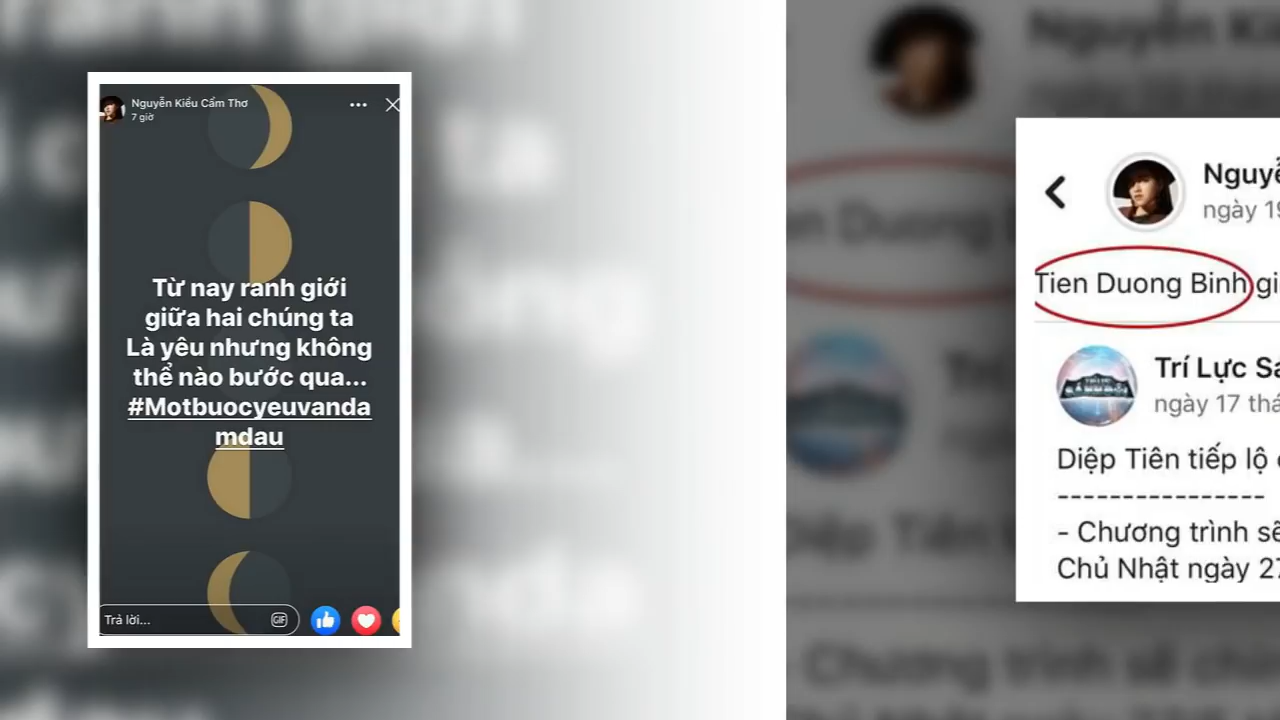 Nguyễn Kiều Cẩm Thơ
7 giờ
Từ nay ranh giới
giữa hai chúng ta
Là yêu nhưng không
thể nào bước qua...
#Motbuocyeuvanda
mdau
Trả lời...
GIF
ngày 19
Tien Duong Binh
Trí Lực
ngày 17
Diệp Tiên tiếp lộ
----------------
- Chương trình sẽ
Chủ Nhật ngày 27